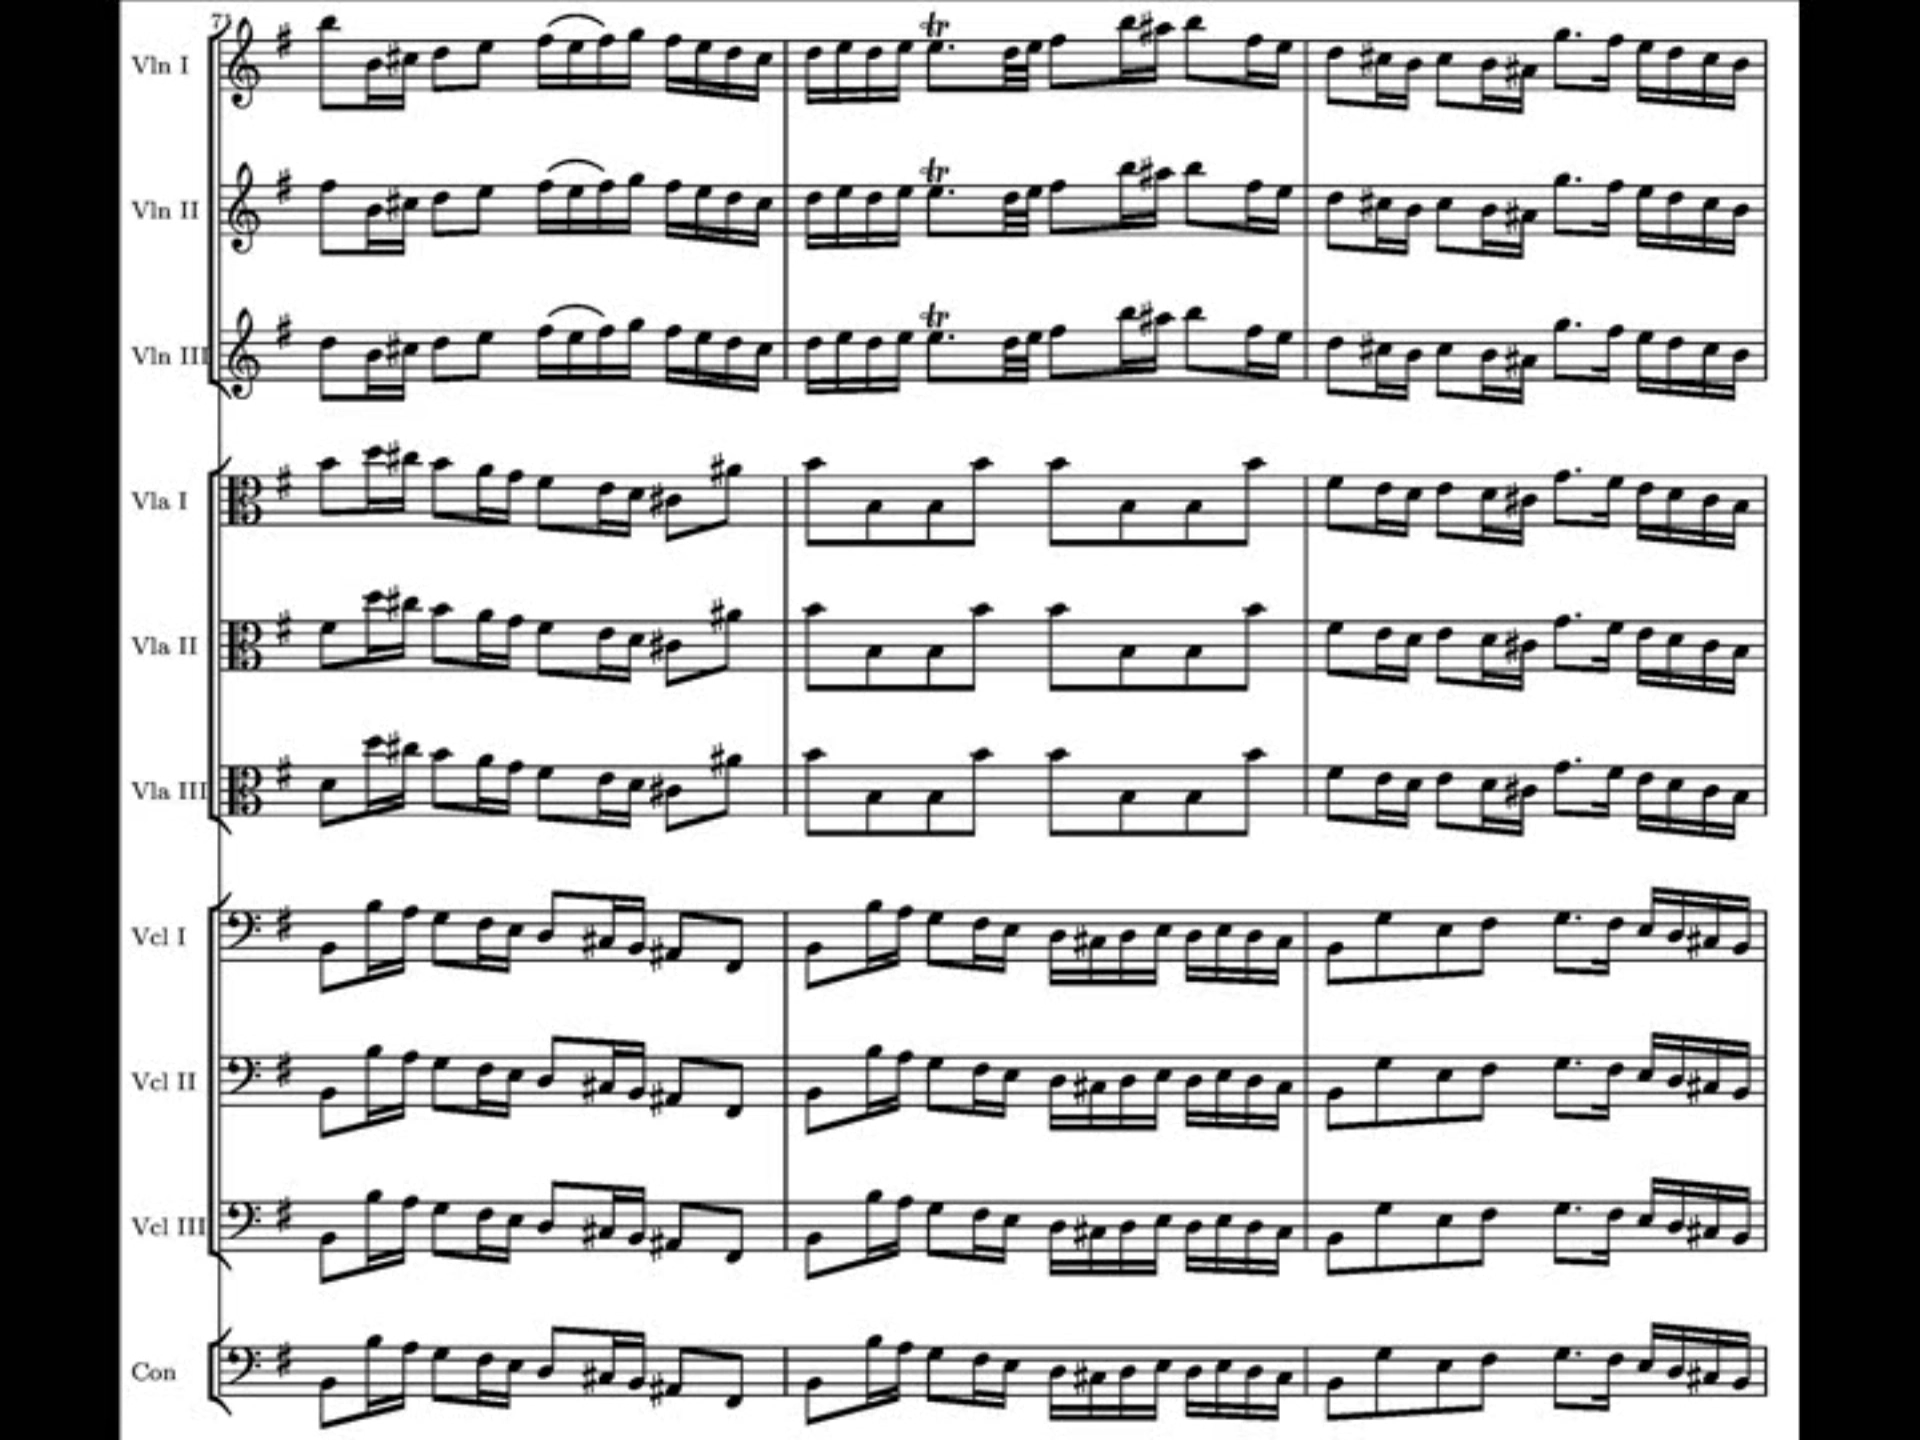 71
Vln I
tr
Vln II
tr
Vln III
tr
Vla I
Vla II
Vla III
Vcl I
Vcl II
Vcl III
Con